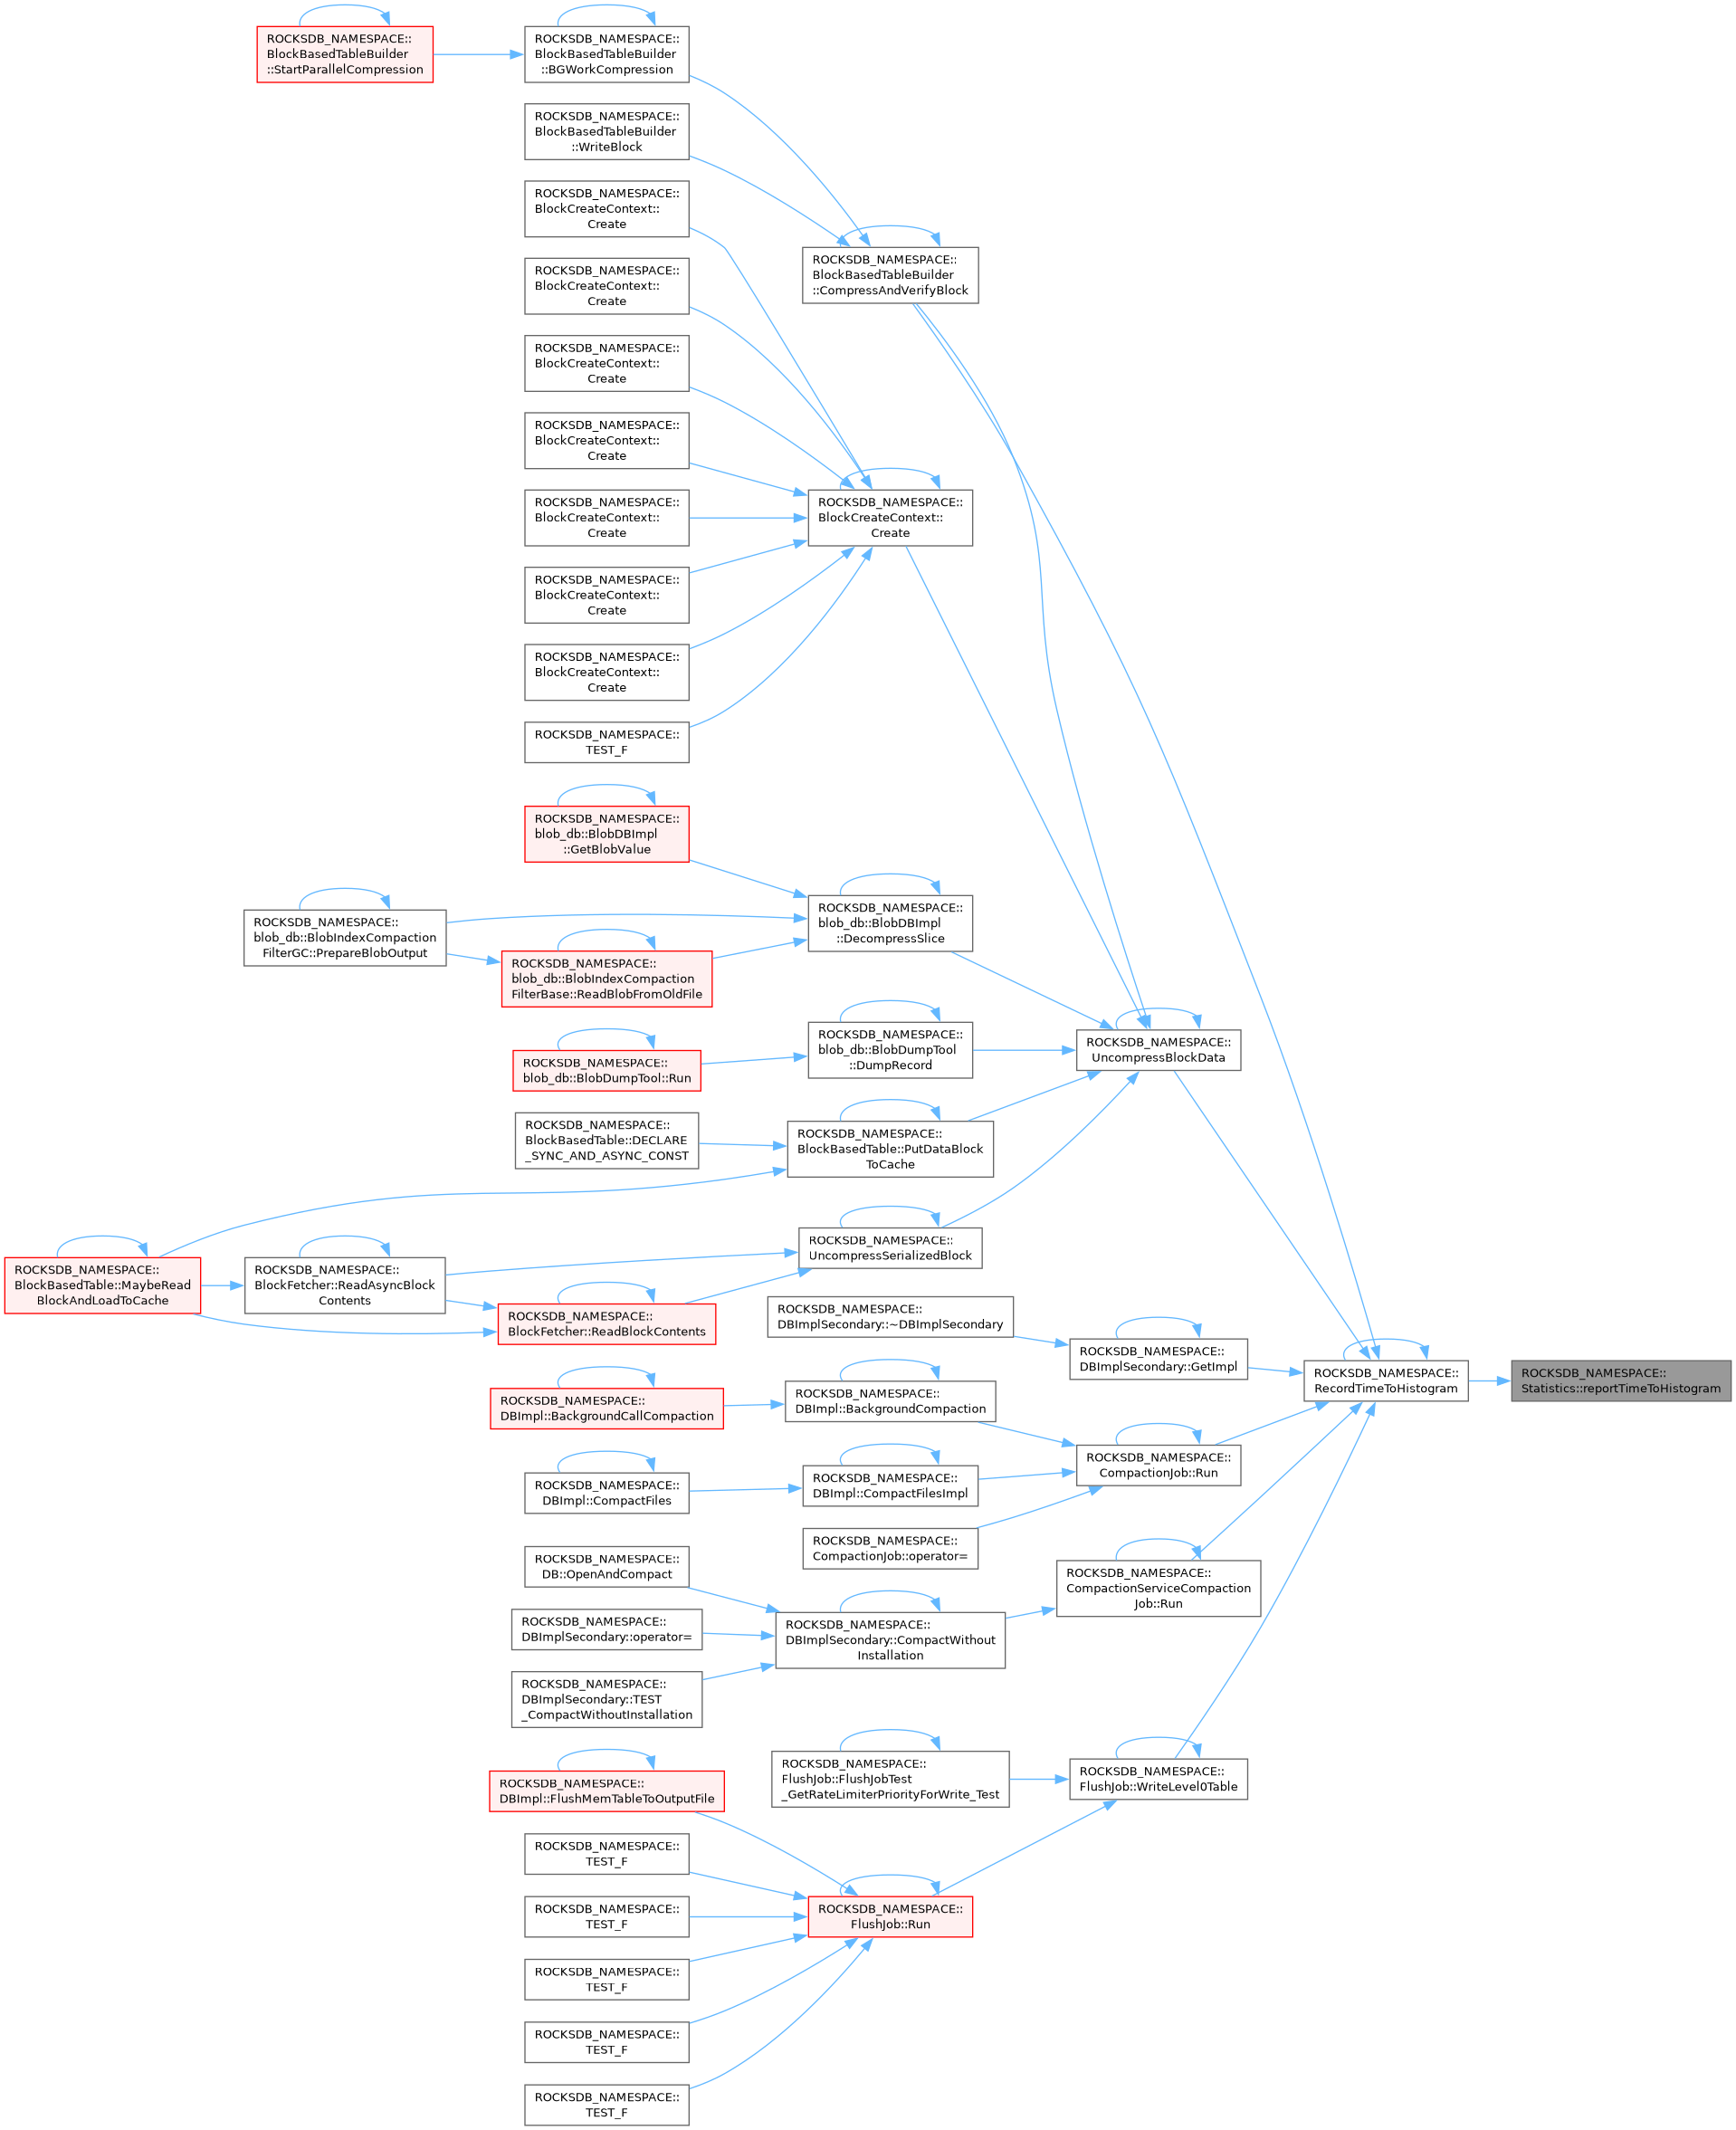 ROCKSDB_NAMESPACE::
BlockBasedTableBuilder
::StartParallelCompression
ROCKSDB_NAMESPACE::
BlockBasedTableBuilder
::BGWorkCompression
ROCKSDB_NAMESPACE::
BlockBasedTableBuilder
::WriteBlock
ROCKSDB_NAMESPACE::
BlockCreateContext::
Create
ROCKSDB_NAMESPACE::
BlockBasedTableBuilder
::CompressAndVerifyBlock
ROCKSDB_NAMESPACE::
BlockCreateContext::
Create
ROCKSDB_NAMESPACE::
BlockCreateContext::
Create
ROCKSDB_NAMESPACE::
BlockCreateContext::
Create
ROCKSDB_NAMESPACE::
BlockCreateContext::
Create
ROCKSDB_NAMESPACE::
BlockCreateContext::
Create
ROCKSDB_NAMESPACE::
BlockCreateContext::
Create
ROCKSDB_NAMESPACE::
BlockCreateContext::
Create
ROCKSDB_NAMESPACE::
TEST_F
ROCKSDB_NAMESPACE::
blob_db::BlobDBImpl
::GetBlobValue
ROCKSDB_NAMESPACE::
blob_db::BlobDBImpl
::DecompressSlice
ROCKSDB_NAMESPACE::
blob_db::BlobIndexCompaction
FilterGC::PrepareBlobOutput
ROCKSDB_NAMESPACE::
blob_db::BlobIndexCompaction
FilterBase::ReadBlobFromOldFile
ROCKSDB_NAMESPACE::
blob_db::BlobDumpTool
::DumpRecord
ROCKSDB_NAMESPACE::
UncompressBlockData
ROCKSDB_NAMESPACE::
blob_db::BlobDumpTool::Run
ROCKSDB_NAMESPACE::
BlockBasedTable::DECLARE
_SYNC_AND_ASYNC_CONST
ROCKSDB_NAMESPACE::
BlockBasedTable::PutDataBlock
ToCache
ROCKSDB_NAMESPACE::
UncompressSerializedBlock
ROCKSDB_NAMESPACE::
BlockBasedTable::MaybeRead
BlockAndLoadToCache
ROCKSDB_NAMESPACE::
BlockFetcher::ReadAsyncBlock
Contents
ROCKSDB_NAMESPACE::
BlockFetcher::ReadBlockContents
ROCKSDB_NAMESPACE::
DBImplSecondary::~DBImplSecondary
ROCKSDB_NAMESPACE::
DBImplSecondary::GetImpl
ROCKSDB_NAMESPACE::
RecordTimeToHistogram
ROCKSDB_NAMESPACE::
Statistics::reportTimeToHistogram
ROCKSDB_NAMESPACE::
DBImpl::BackgroundCallCompaction
ROCKSDB_NAMESPACE::
DBImpl::BackgroundCompaction
ROCKSDB_NAMESPACE::
CompactionJob::Run
ROCKSDB_NAMESPACE::
DBImpl::CompactFiles
ROCKSDB_NAMESPACE::
DBImpl::CompactFilesImpl
ROCKSDB_NAMESPACE::
CompactionJob::operator=
ROCKSDB_NAMESPACE::
DB::OpenAndCompact
ROCKSDB_NAMESPACE::
CompactionServiceCompaction
Job::Run
ROCKSDB_NAMESPACE::
DBImplSecondary::operator=
ROCKSDB_NAMESPACE::
DBImplSecondary::CompactWithout
Installation
ROCKSDB_NAMESPACE::
DBImplSecondary::TEST
_CompactWithoutInstallation
ROCKSDB_NAMESPACE::
FlushJob::FlushJobTest
_GetRateLimiterPriorityForWrite_Test
ROCKSDB_NAMESPACE::
FlushJob::WriteLevel0Table
ROCKSDB_NAMESPACE::
DBImpl::FlushMemTableToOutputFile
ROCKSDB_NAMESPACE::
TEST_F
ROCKSDB_NAMESPACE::
TEST_F
ROCKSDB_NAMESPACE::
FlushJob::Run
ROCKSDB_NAMESPACE::
TEST_F
ROCKSDB_NAMESPACE::
TEST_F
ROCKSDB_NAMESPACE::
TEST_F